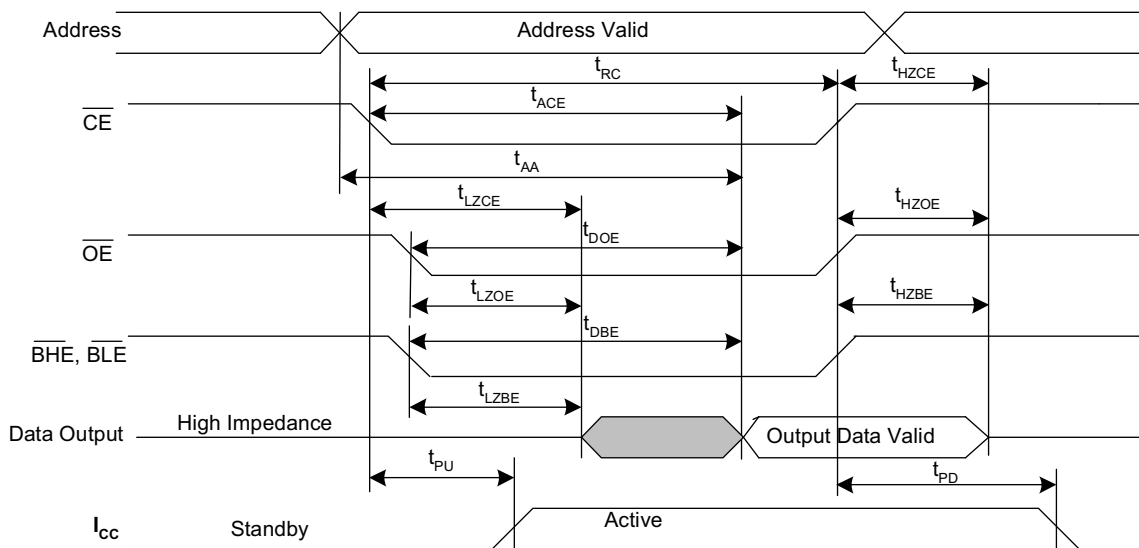 Address
Address Valid
tRC
tHZCE
tACE
CE
tAA
tLZCE
tHZOE
tDOE
OE
tLZOE
tHZBE
tDBE
BHE, BLE
tLZBE
High Impedance
Data Output
Output Data Valid
tPU
tPD
ICC
Standby
Active